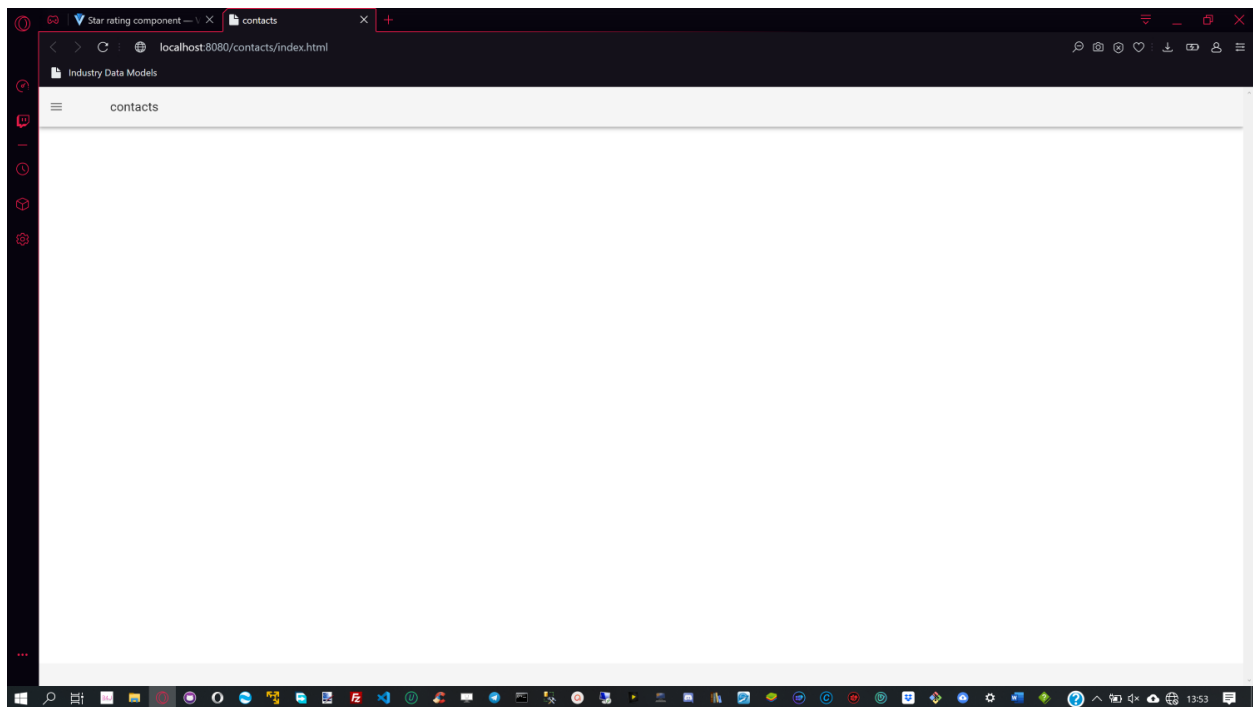 Star rating component —
contacts
localhost:8080/contacts/index.html
Industry Data Models
contacts
13:53